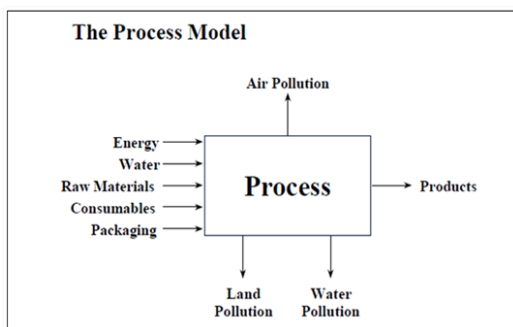 The Process Model
Air Pollution
Energy
Water
Raw Materials
Consumables
Packaging
Process
Products
Land
Pollution
Water
Pollution